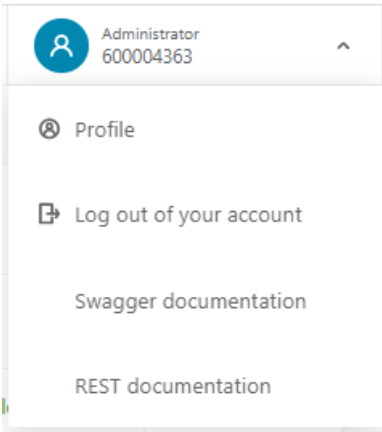 Administrator
600004363
Profile
Log out of your account
Swagger documentation
REST documentation